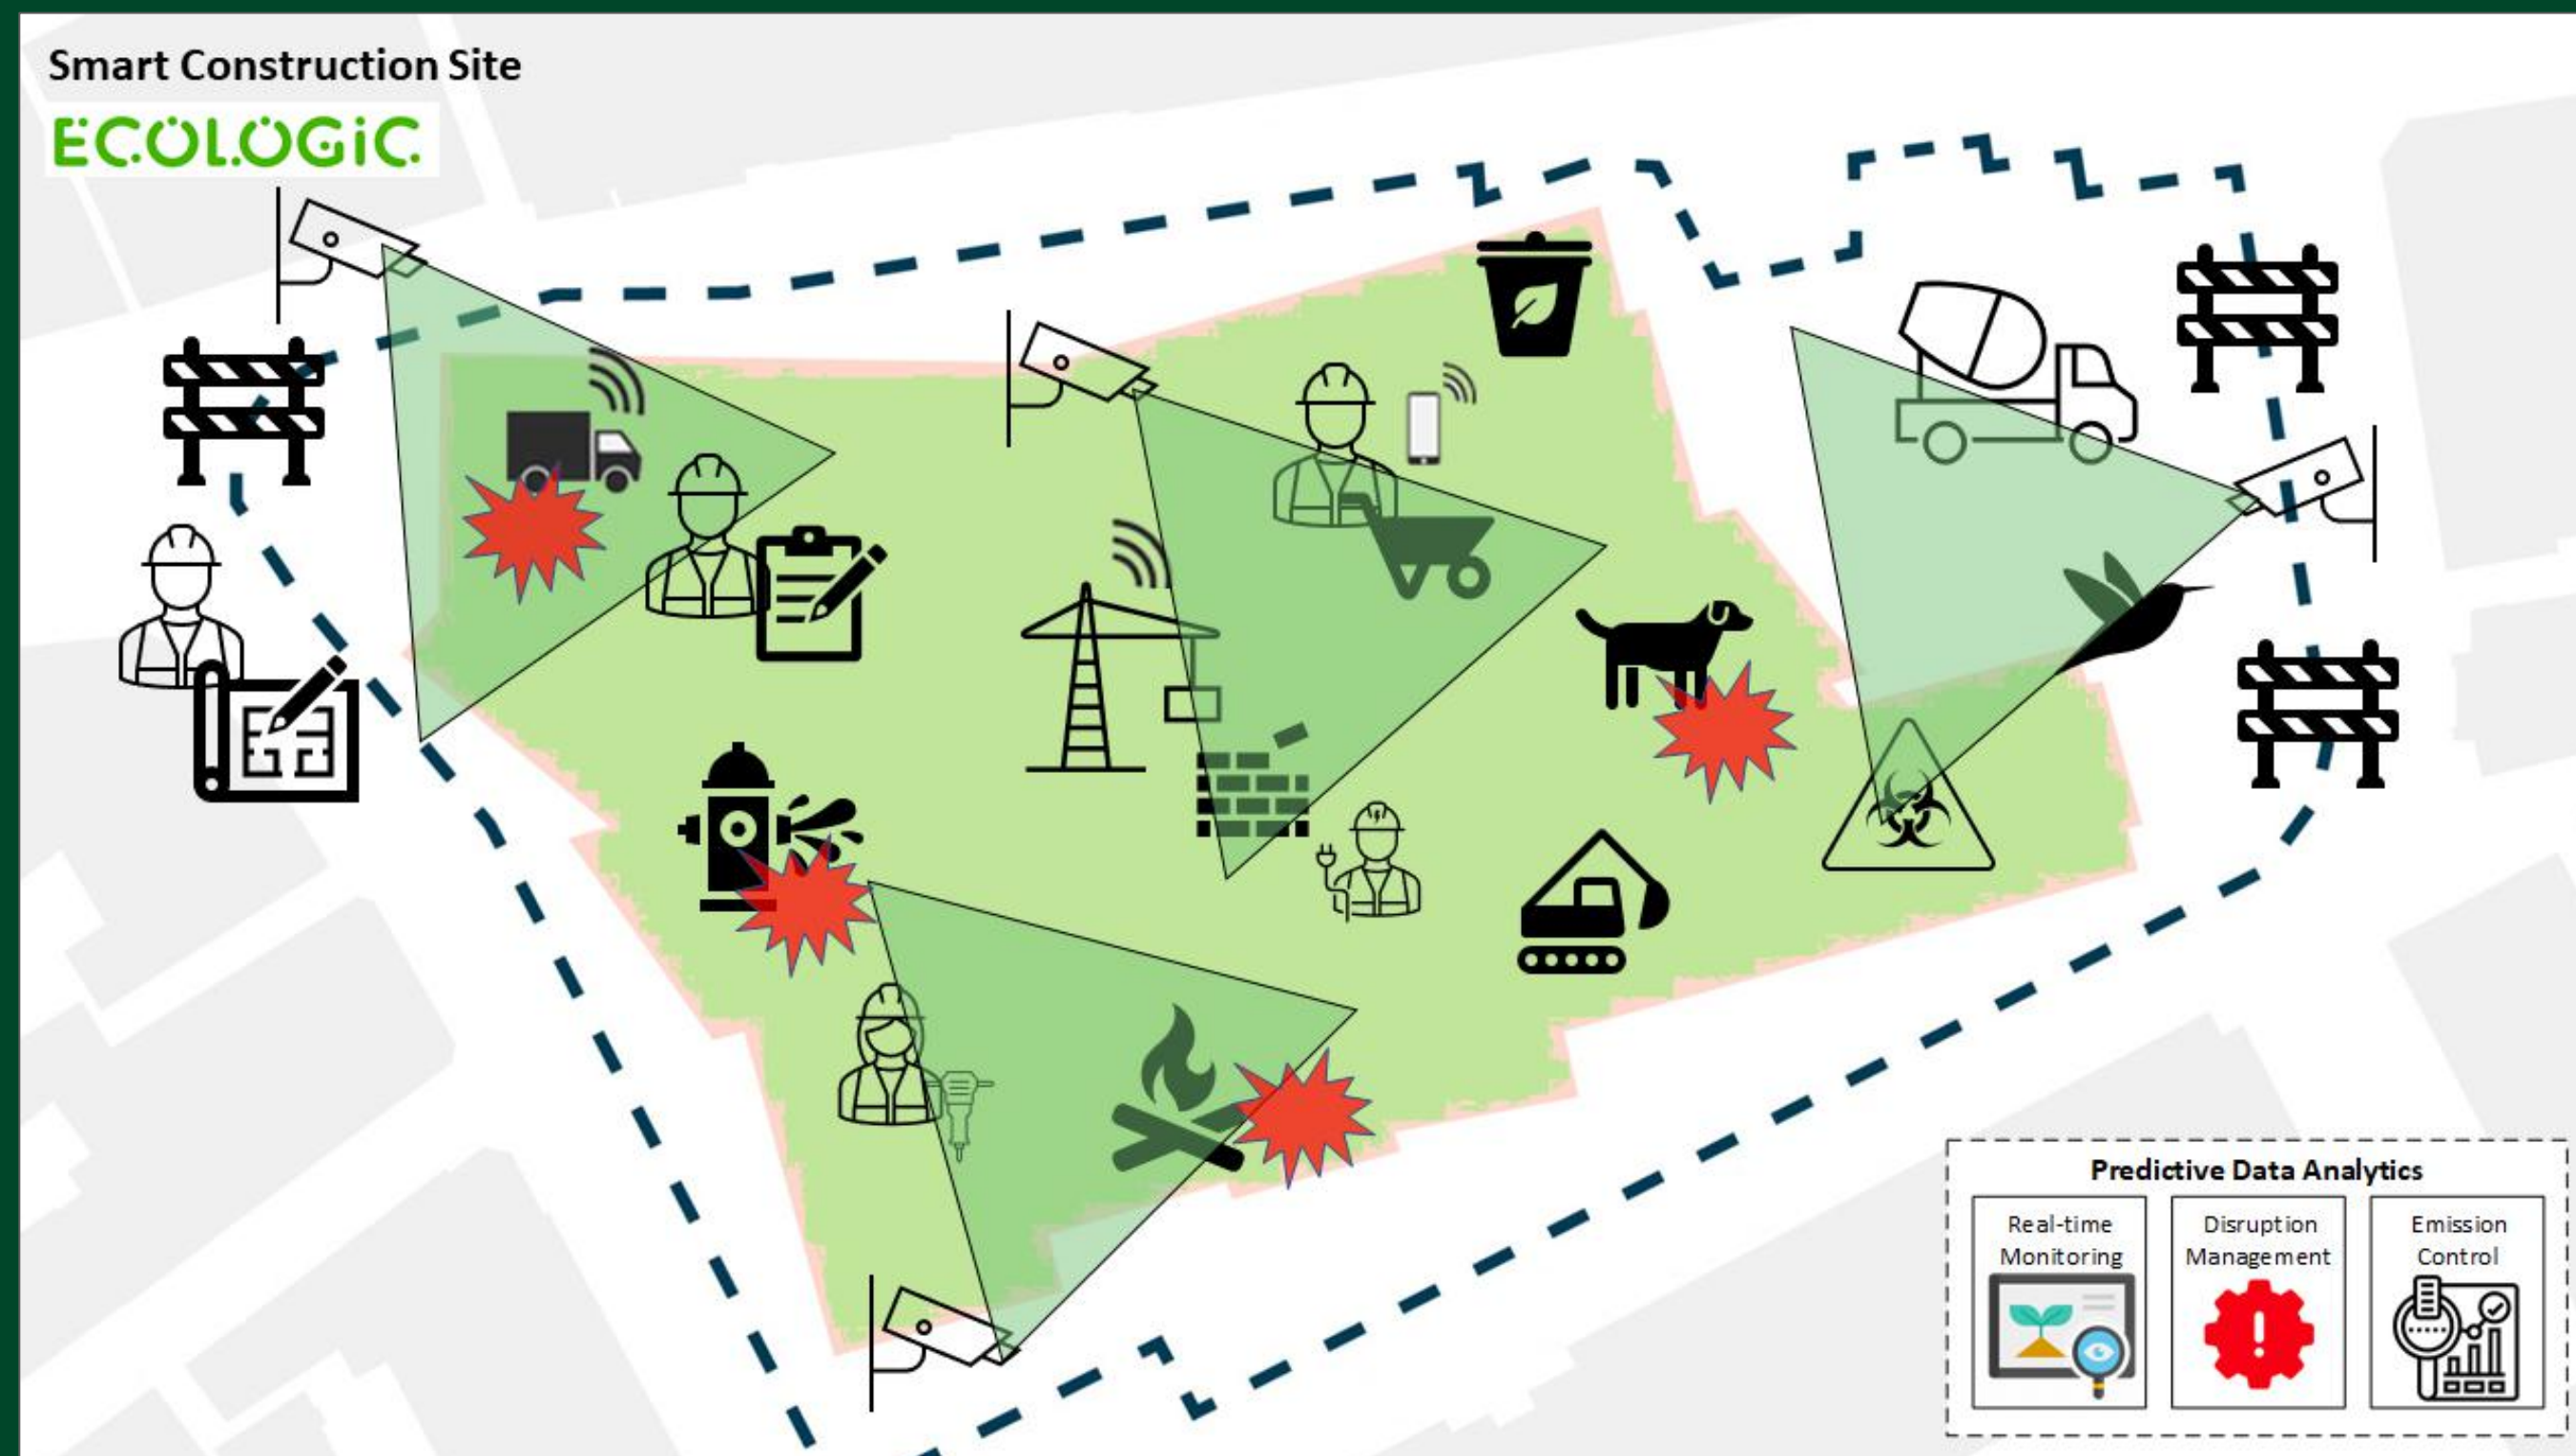 Smart Construction Site
ECOLOGiC
Predictive Data Analytics
Real-time
Monitoring
Disruption
Management
Emission
Control